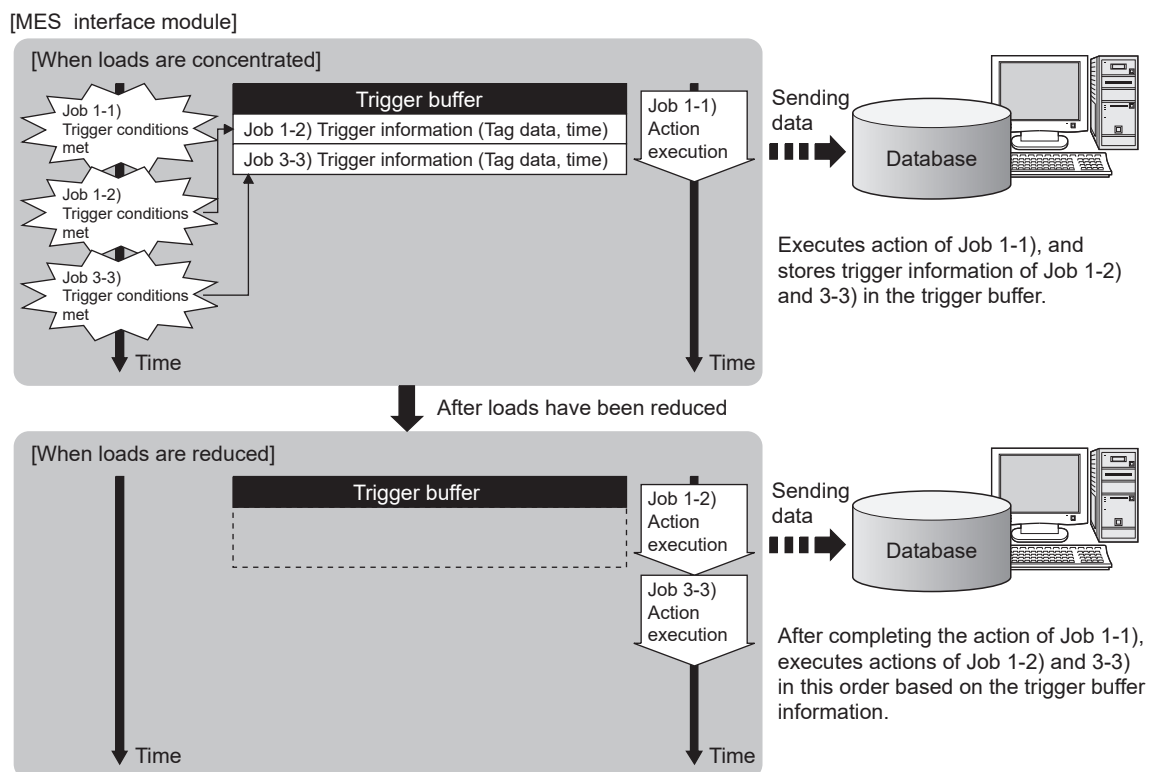 [MES interface module]
[When loads are concentrated]
Job 1-1)
Trigger conditions
met
Job 1-2)
Trigger conditions
met
Job 3-3)
Trigger conditions
met
Time
Trigger buffer
Job 1-2) Trigger information (Tag data, time)
Job 3-3) Trigger information (Tag data, time)
Job 1-1)
Action
execution
Time
Sending
data
Database
Executes action of Job 1-1), and
stores trigger information of Job 1-2)
and 3-3) in the trigger buffer.
After loads have been reduced
[When loads are reduced]
Time
Trigger buffer
Job 1-2)
Action
execution
Job 3-3)
Action
execution
Time
Sending
data
Database
After completing the action of Job 1-1),
executes actions of Job 1-2) and 3-3)
in this order based on the trigger buffer
information.